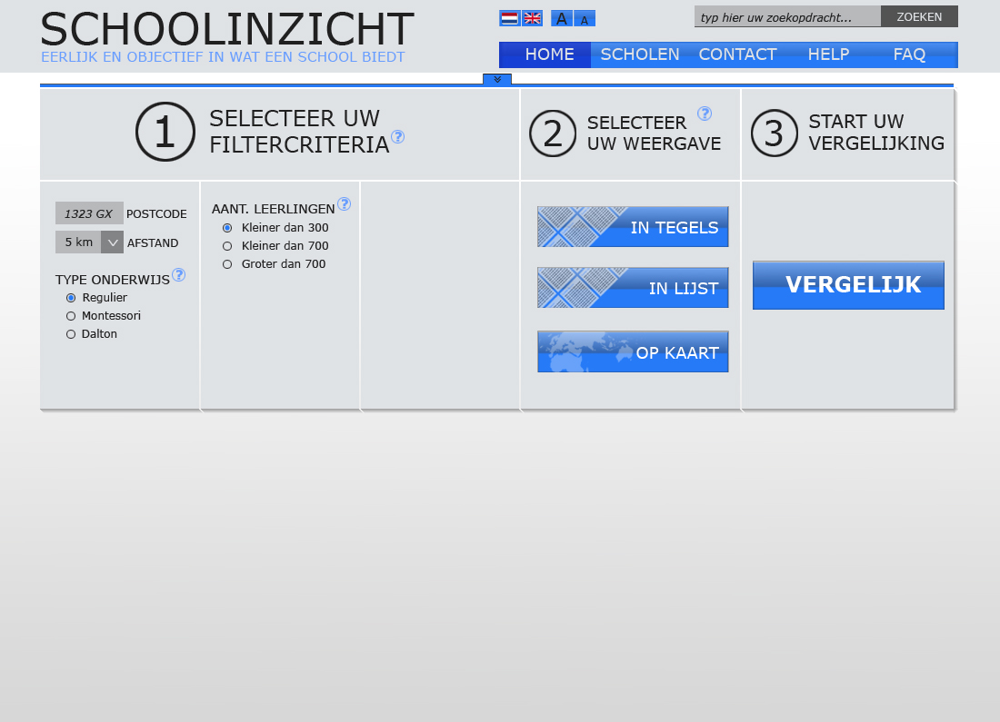 SCHOOLINZICHT
EERLIJK EN OBJECTIEF IN WAT EEN SCHOOL BIEDT
A A
typ hier uw zoekopdracht... ZOEKEN
HOME SCHOLEN CONTACT HELP FAQ
1 SELECTEER UW
FILTERCRITERIA ?
2 SELECTEER ?
UW WEERGAVE
3 START UW
VERGELIJKING
1323 GX POSTCODE
5 km AFSTAND
TYPE ONDERWIJS ?
Regulier
Montessori
Dalton
AANT. LEERLINGEN ?
Kleiner dan 300
Kleiner dan 700
Groter dan 700
IN TEGELS
IN LIJST
OP KAART
VERGELIJK